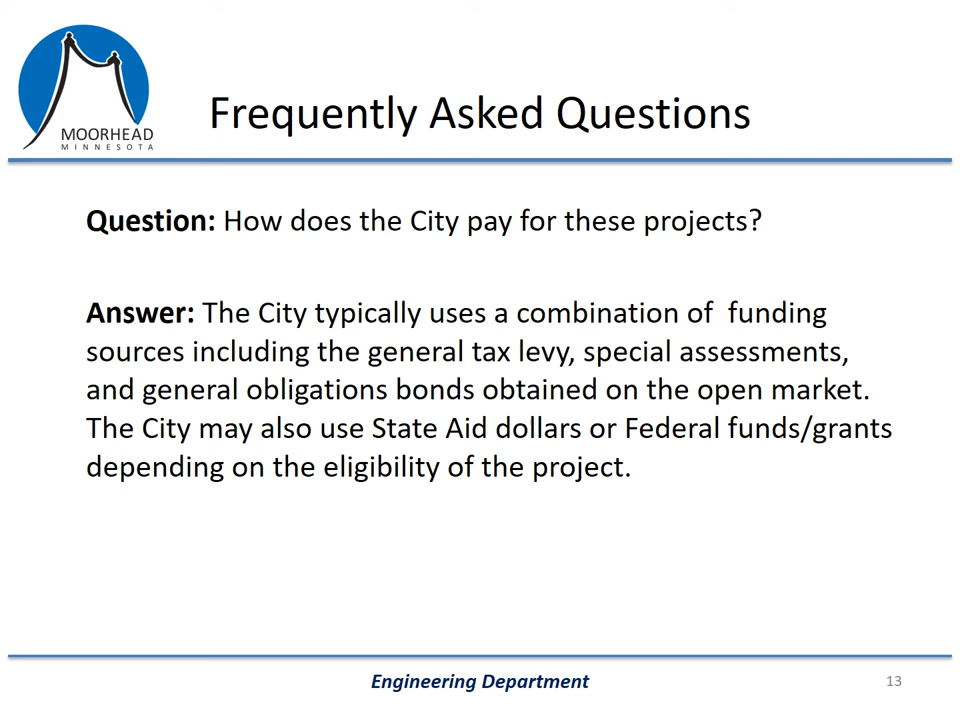 MOORHEAD
MINNESOTA
Frequently Asked Questions
Question: How does the City pay for these projects?
Answer: The City typically uses a combination of  funding
sources including the general tax levy, special assessments,
and general obligations bonds obtained on the open market.
The City may also use State Aid dollars or Federal funds/grants
depending on the eligibility of the project.
Engineering Department
13